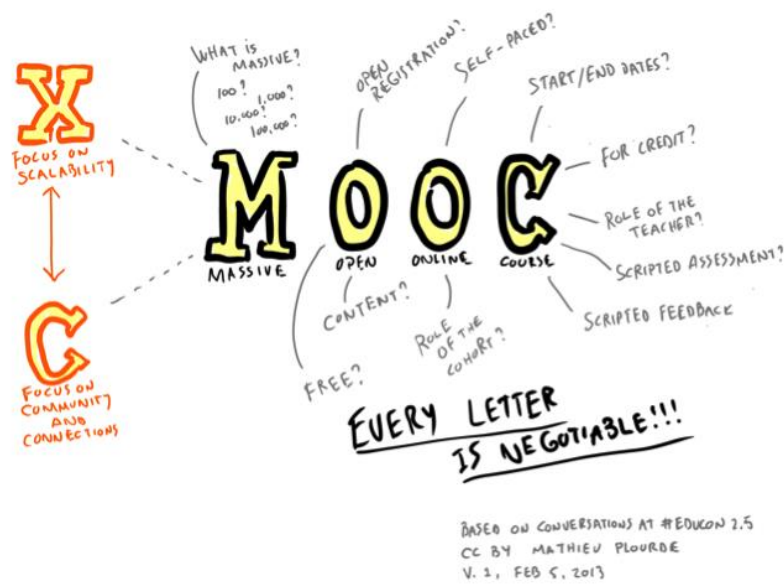 X
FOCUS ON
SCALABILITY
C
FOCUS ON
COMMUNITY
AND
CONNECTIONS
WHAT IS
MASSIVE?
100?
1,000?
10,000?
100,000?
OPEN
REGISTRATION?
SELF-PACED?
START/END DATES?
FOR CREDIT?
ROLE OF THE
TEACHER?
SCRIPTED ASSESSMENT?
SCRIPTED FEEDBACK
MOOC
MASSIVE OPEN ONLINE COURSE
CONTENT?
FREE?
ROLE
OF THE
COHORT?
EVERY LETTER
IS NEGOTIABLE!!!
BASED ON CONVERSATIONS AT #EDUCON 2.5
CC BY MATHIEU PLOURDE
V. 1, FEB 5, 2013